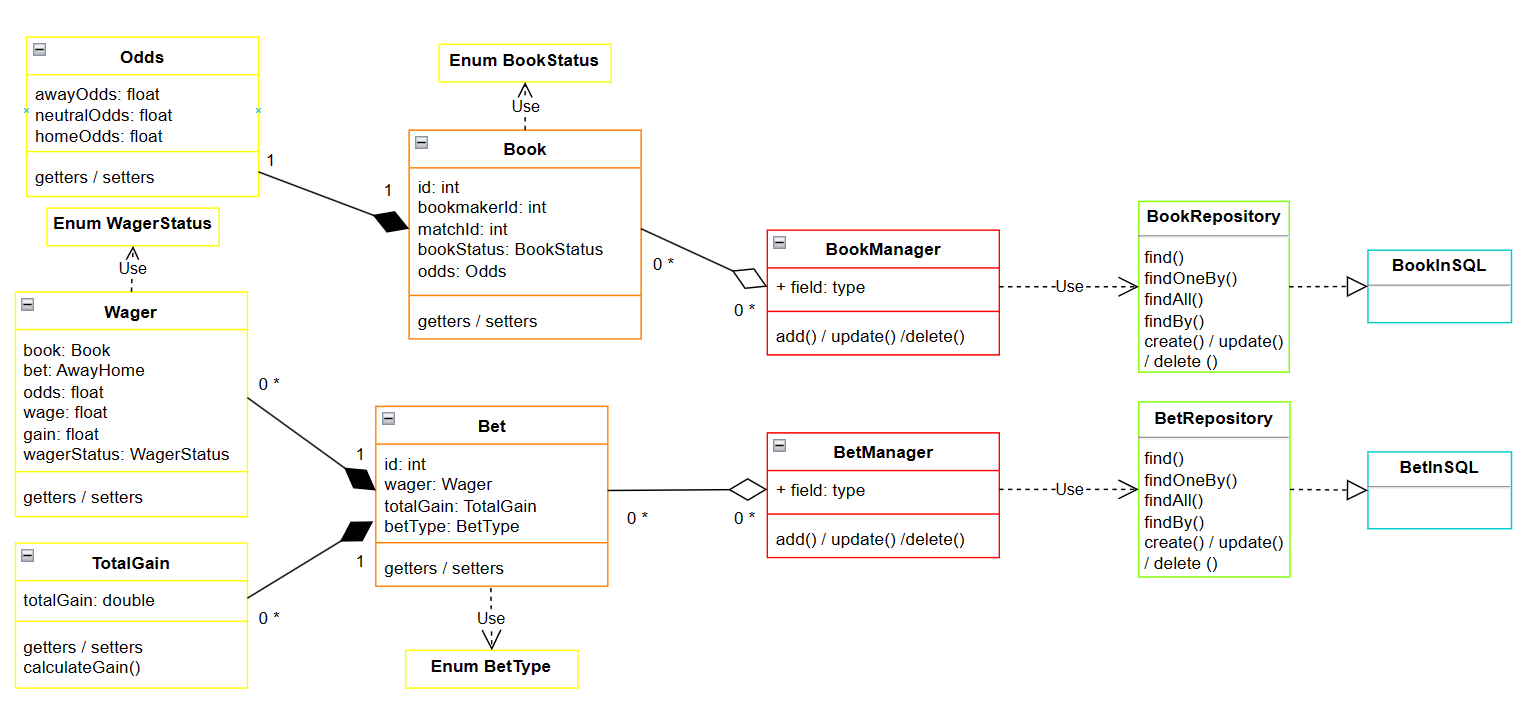 Odds
awayOdds: float
neutralOdds: float
homeOdds: float
getters / setters
1
1
Enum BookStatus
Use
Book
id: int
bookmakerId: int
matchId: int
bookStatus: BookStatus
odds: Odds
getters / setters
0 *
0 *
BookManager
+ field: type
add() / update() /delete()
Use
BookRepository
find()
findOneBy()
findAll()
findBy()
create() / update()
/ delete ()
BookInSQL
Enum WagerStatus
Use
Wager
book: Book
bet: AwayHome
odds: float
wage: float
gain: float
wagerStatus: WagerStatus
getters / setters
0 *
1
TotalGain
totalGain: double
getters / setters
calculateGain()
0 *
1
Bet
id: int
wager: Wager
totalGain: TotalGain
betType: BetType
getters / setters
Use
Enum BetType
0 *
0 *
BetManager
+ field: type
add() / update() /delete()
Use
BetRepository
find()
findOneBy()
findAll()
findBy()
create() / update()
/ delete ()
BetInSQL